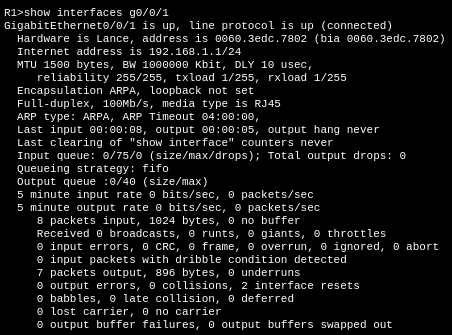 R1>show interfaces g0/0/1
GigabitEthernet0/0/1 is up, line protocol is up (connected)
Hardware is Lance, address is 0060.3edc.7802 (bia 0060.3edc.7802)
Internet address is 192.168.1.1/24
MTU 1500 bytes, BW 1000000 Kbit, DLY 10 usec,
reliability 255/255, txload 1/255, rxload 1/255
Encapsulation ARPA, loopback not set
Full-duplex, 100Mb/s, media type is RJ45
ARP type: ARPA, ARP Timeout 04:00:00,
Last input 00:00:08, output 00:00:05, output hang never
Last clearing of "show interface" counters never
Input queue: 0/75/0 (size/max/drops); Total output drops: 0
Queueing strategy: fifo
Output queue :0/40 (size/max)
5 minute input rate 0 bits/sec, 0 packets/sec
5 minute output rate 0 bits/sec, 0 packets/sec
8 packets input, 1024 bytes, 0 no buffer
Received 0 broadcasts, 0 runts, 0 giants, 0 throttles
0 input errors, 0 CRC, 0 frame, 0 overrun, 0 ignored, 0 abort
0 input packets with dribble condition detected
7 packets output, 896 bytes, 0 underruns
0 output errors, 0 collisions, 2 interface resets
0 babbles, 0 late collision, 0 deferred
0 lost carrier, 0 no carrier
0 output buffer failures, 0 output buffers swapped out